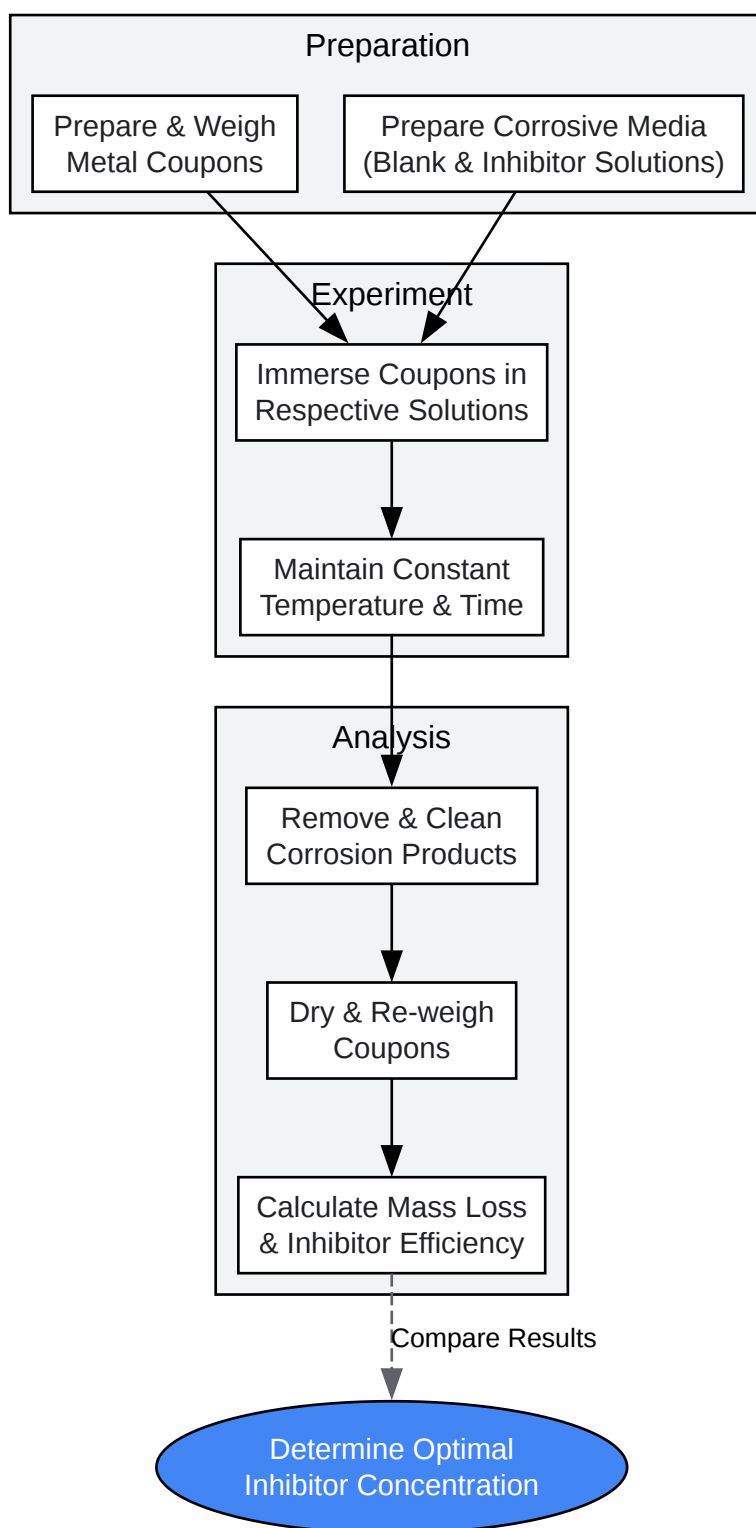 Preparation
Prepare & Weigh
Metal Coupons
Prepare Corrosive Media
(Blank & Inhibitor Solutions)
Experiment
Immerse Coupons in
Respective Solutions
Maintain Constant
Temperature & Time
Analysis
Remove & Clean
Corrosion Products
Dry & Re-weigh
Coupons
Calculate Mass Loss
& Inhibitor Efficiency
Compare Results
Determine Optimal
Inhibitor Concentration